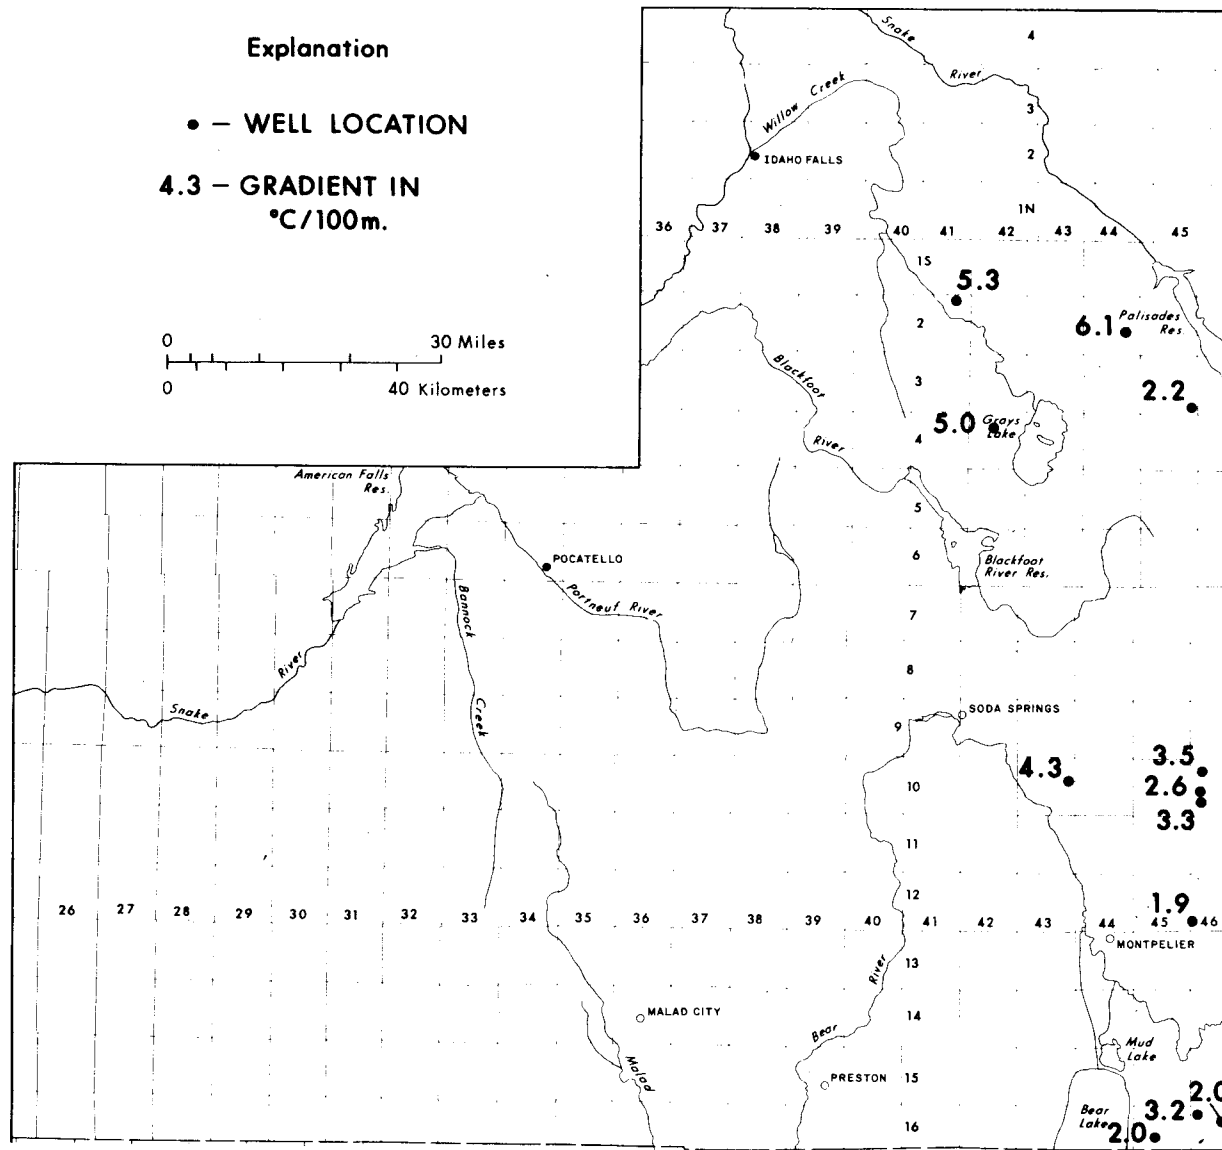 Explanation
● – WELL LOCATION
4.3 – GRADIENT IN
°C/100m.
0 30 Miles
0 40 Kilometers
Snake
River
4
3
2
1N
Willow Creek
IDAHO FALLS
36 37 38 39 40 41 42 43 44 45
1S
5.3
2
6.1
Palisades
Res.
Blackfoot
River
3
2.2
5.0
Grays
Lake
4
American Falls
Res.
5
6
Blackfoot
River Res.
POCATELLO
Portneuf River
Bannock
Creek
7
8
Snake
River
SODA SPRINGS
9
4.3
3.5
2.6
3.3
10
11
12
26 27 28 29 30 31 32 33 34 35 36 37 38 39 40 41 42 43 44 45 46
1.9
MONTPELIER
13
River
Bear
14
MALAD CITY
Malad
Mud
Lake
PRESTON
15
16
Bear
Lake
3.2
2.0
2.0